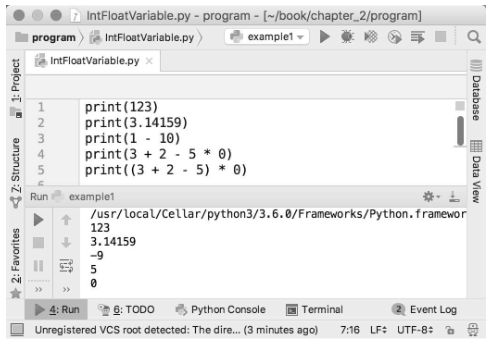 IntFloatVariable.py - program - [~/book/chapter_2/program]
program IntFloatVariable.py example1
IntFloatVariable.py
1: Project
Z: Structure
2: Favorites
Database
Data View
1 print(123)
2 print(3.14159)
3 print(1 - 10)
4 print(3 + 2 - 5 * 0)
5 print((3 + 2 - 5) * 0)
6
Run example1
/usr/local/Cellar/python3/3.6.0/Frameworks/Python.framewor
123
3.14159
-9
5
0
>> >>
4: Run 6: TODO Python Console Terminal 2 Event Log
Unregistered VCS root detected: The dire... (3 minutes ago) 7:16 LF÷ UTF-8÷